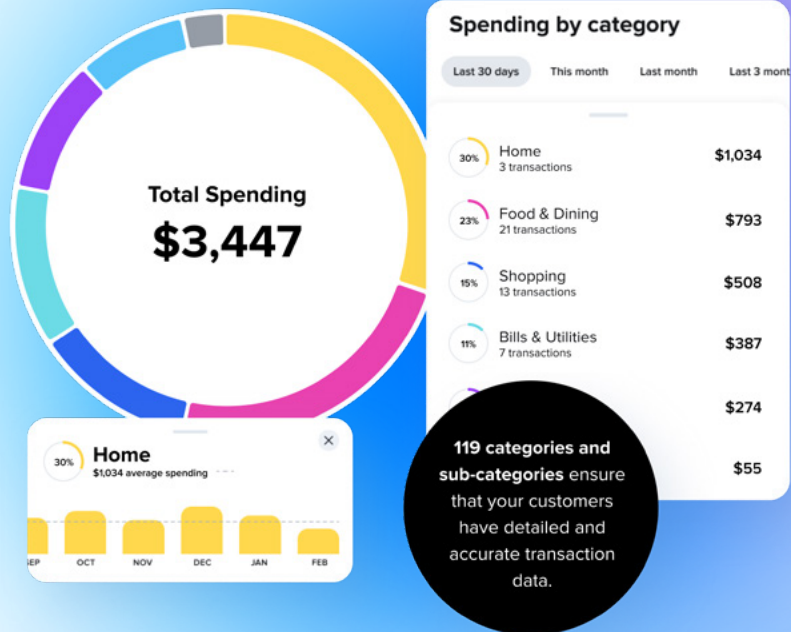 Total Spending
$3,447
Spending by category
Last 30 days This month Last month Last 3 mont
30% Home $1,034
3 transactions
23% Food & Dining $793
21 transactions
15% Shopping $508
13 transactions
11% Bills & Utilities $387
7 transactions
$274
$55
30% Home
$1,034 average spending
EP OCT NOV DEC JAN FEB
119 categories and
sub-categories ensure
that your customers
have detailed and
accurate transaction
data.